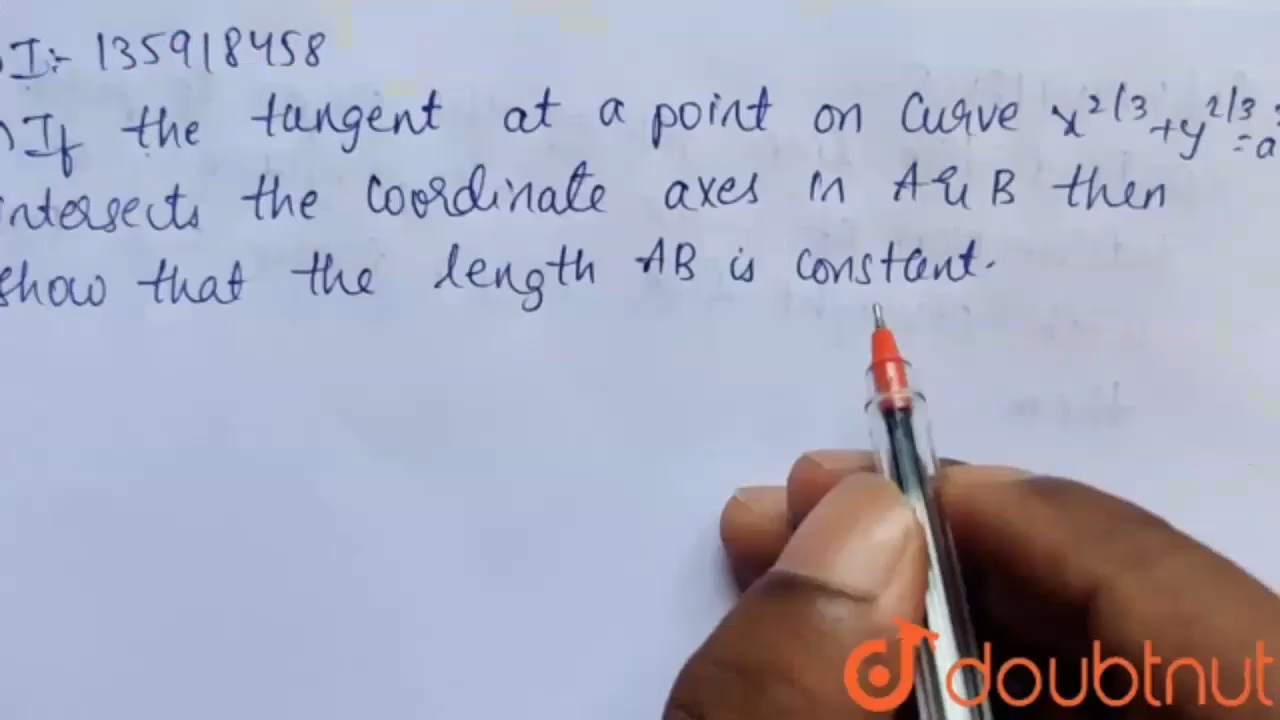 I:- 135918458
If the tangent at a point on Curve x^2/3 + y^2/3 = a
intersects the coordinate axes in A & B then
show that the length AB is constant.
doubtnut